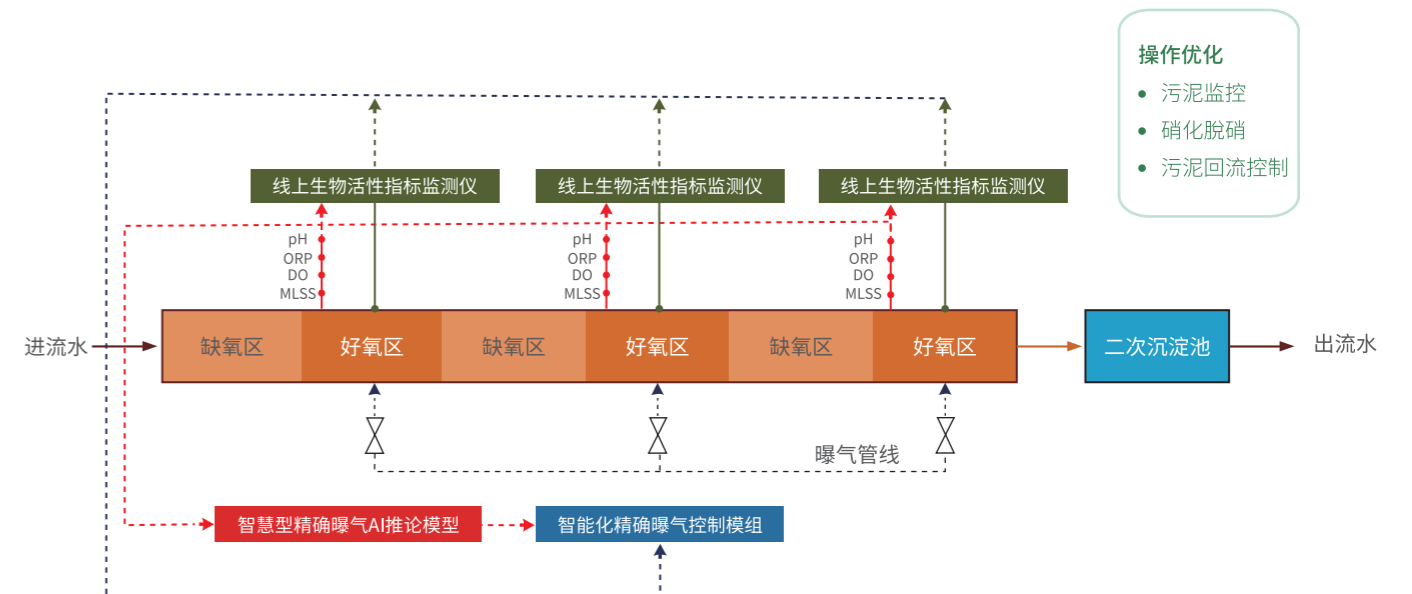 操作优化
污泥监控
硝化脫硝
污泥回流控制
线上生物活性指标监测仪
线上生物活性指标监测仪
线上生物活性指标监测仪
pH
ORP
DO
MLSS
pH
ORP
DO
MLSS
pH
ORP
DO
MLSS
进流水
缺氧区
好氧区
缺氧区
好氧区
缺氧区
好氧区
二次沉淀池
出流水
曝气管线
智慧型精确曝气AI推论模型
智能化精确曝气控制模组